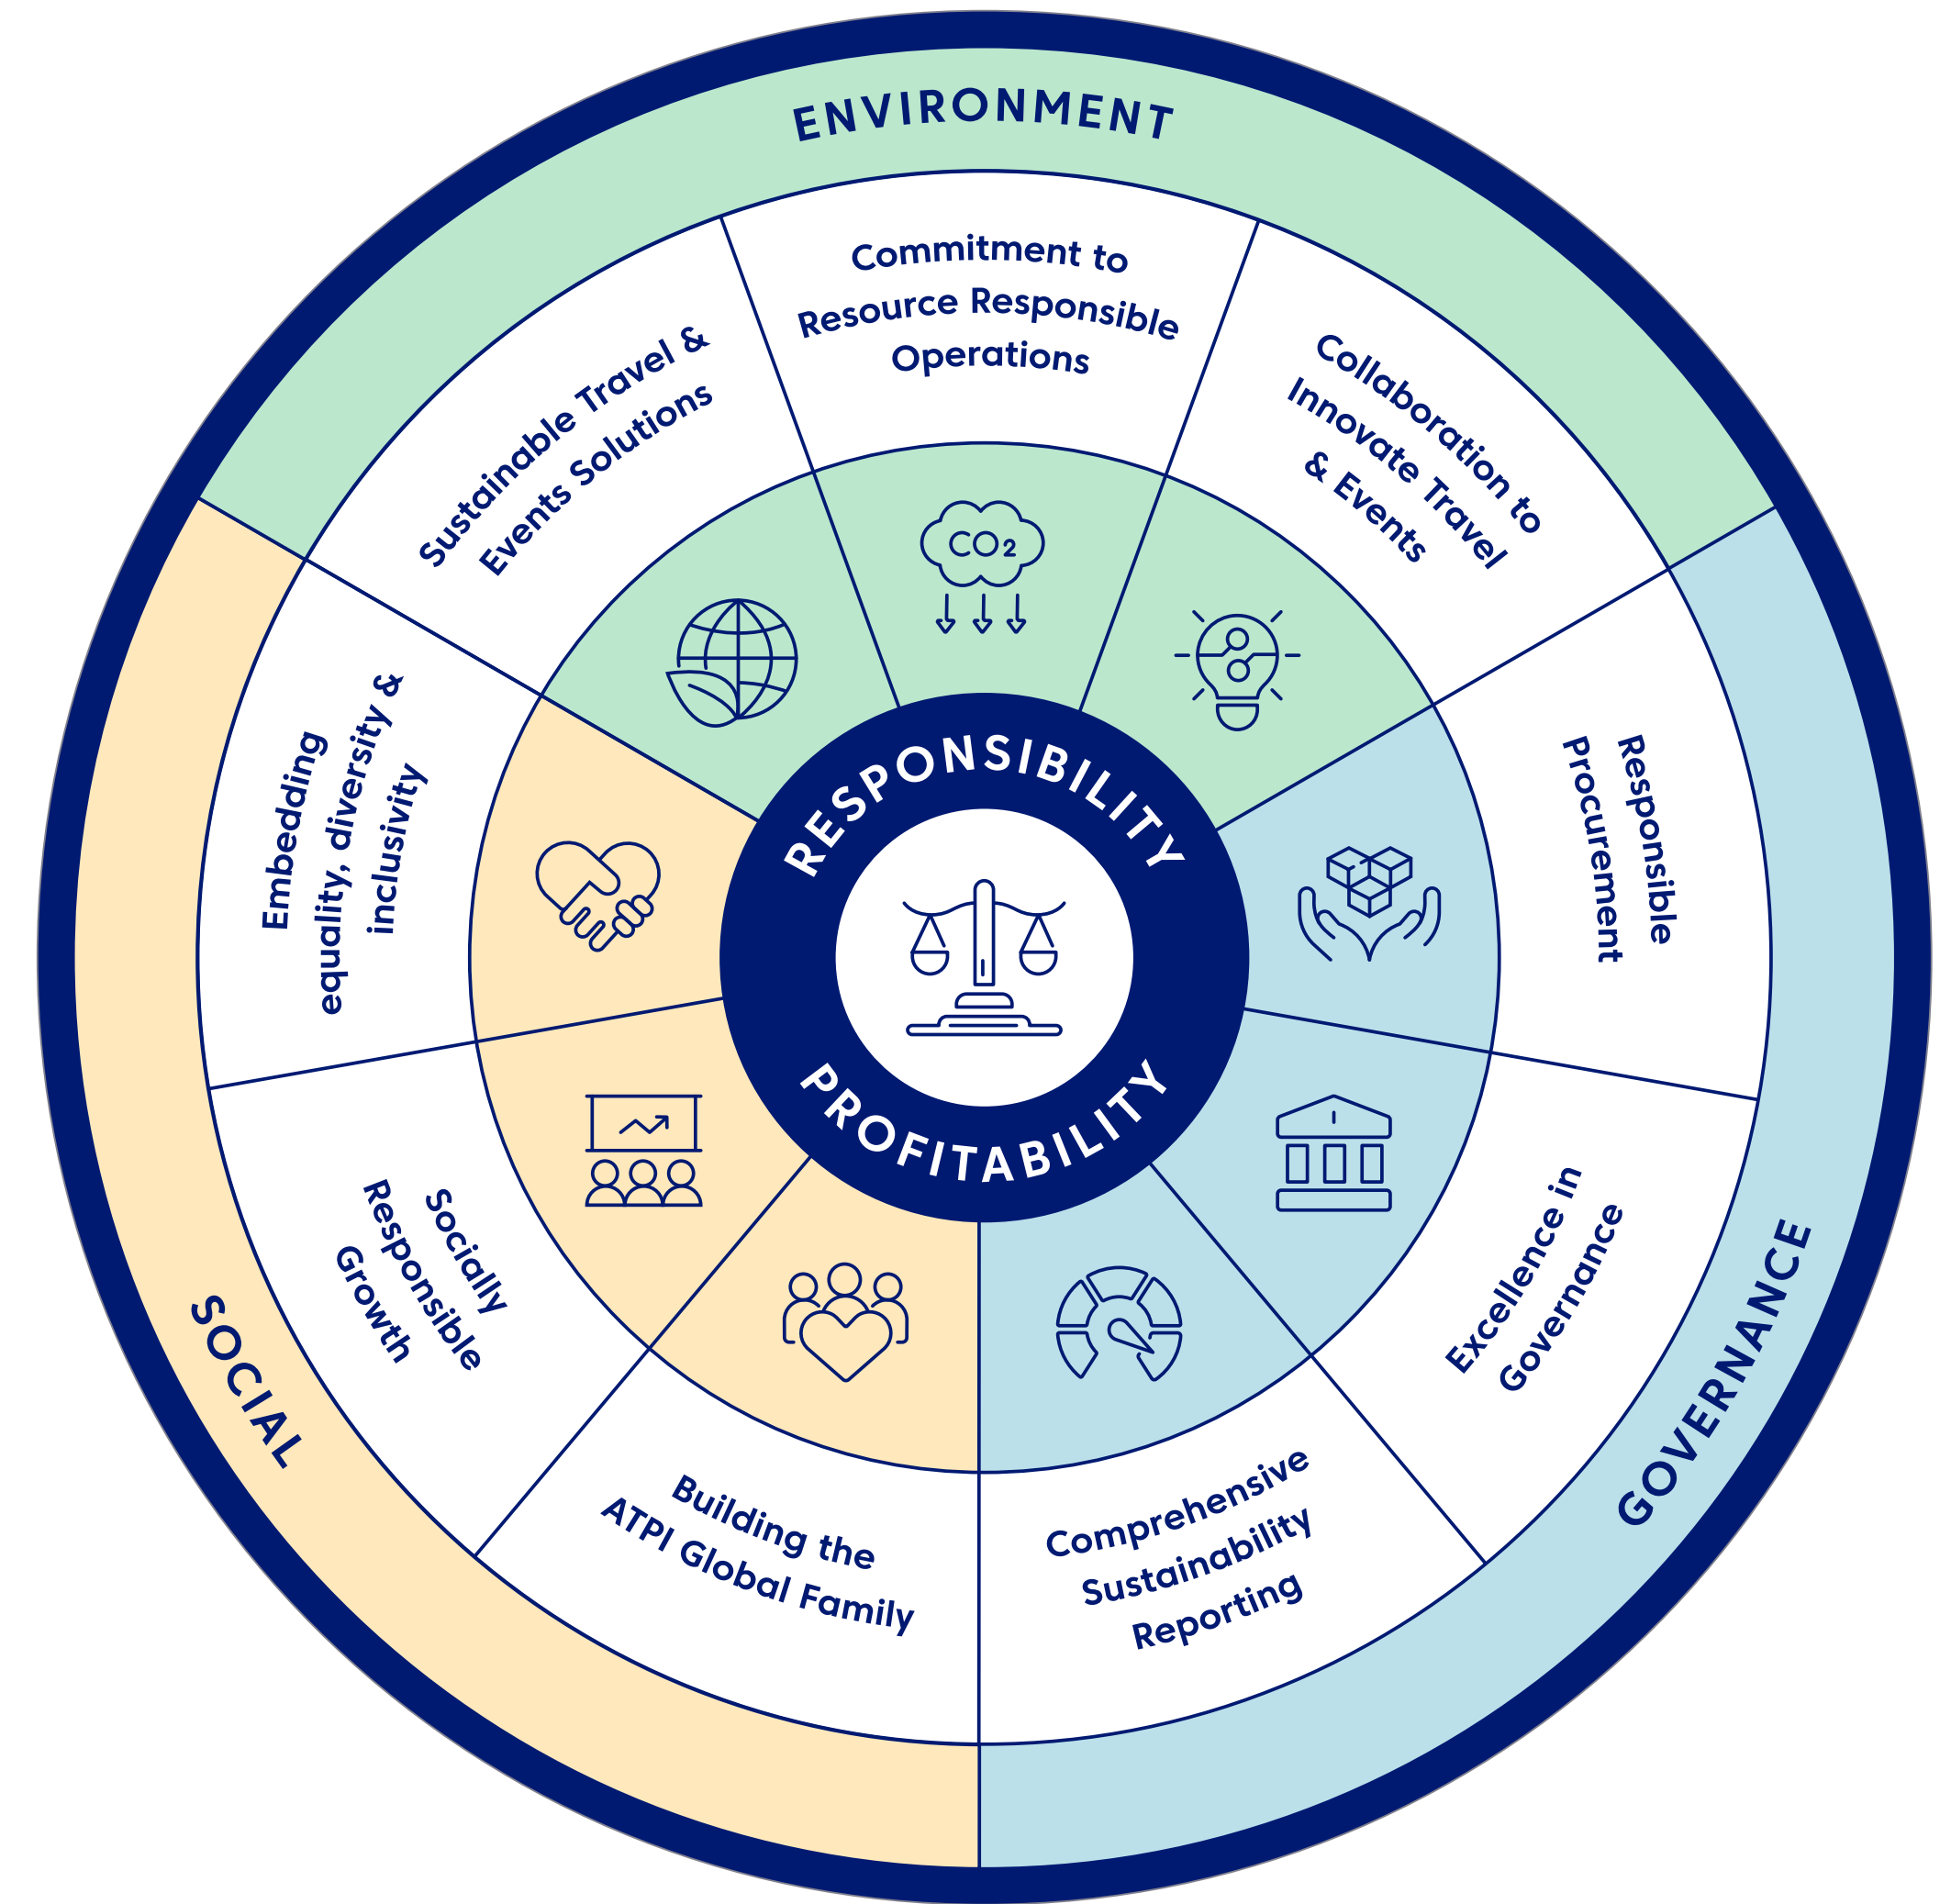 ENVIRONMENT
Commitment to
Resource Responsible
Operations
Sustainable Travel &
Events Solutions
Collaboration to
Innovate Travel
& Events
CO2
Embedding
equality, diversity &
inclusivity
Responsible
Procurement
RESPONSIBILITY
PROFITABILITY
Socially
Responsible
Growth
Excellence in
Governance
SOCIAL
GOVERNANCE
Building the
ATPI Global Family
Comprehensive
Sustainability
Reporting